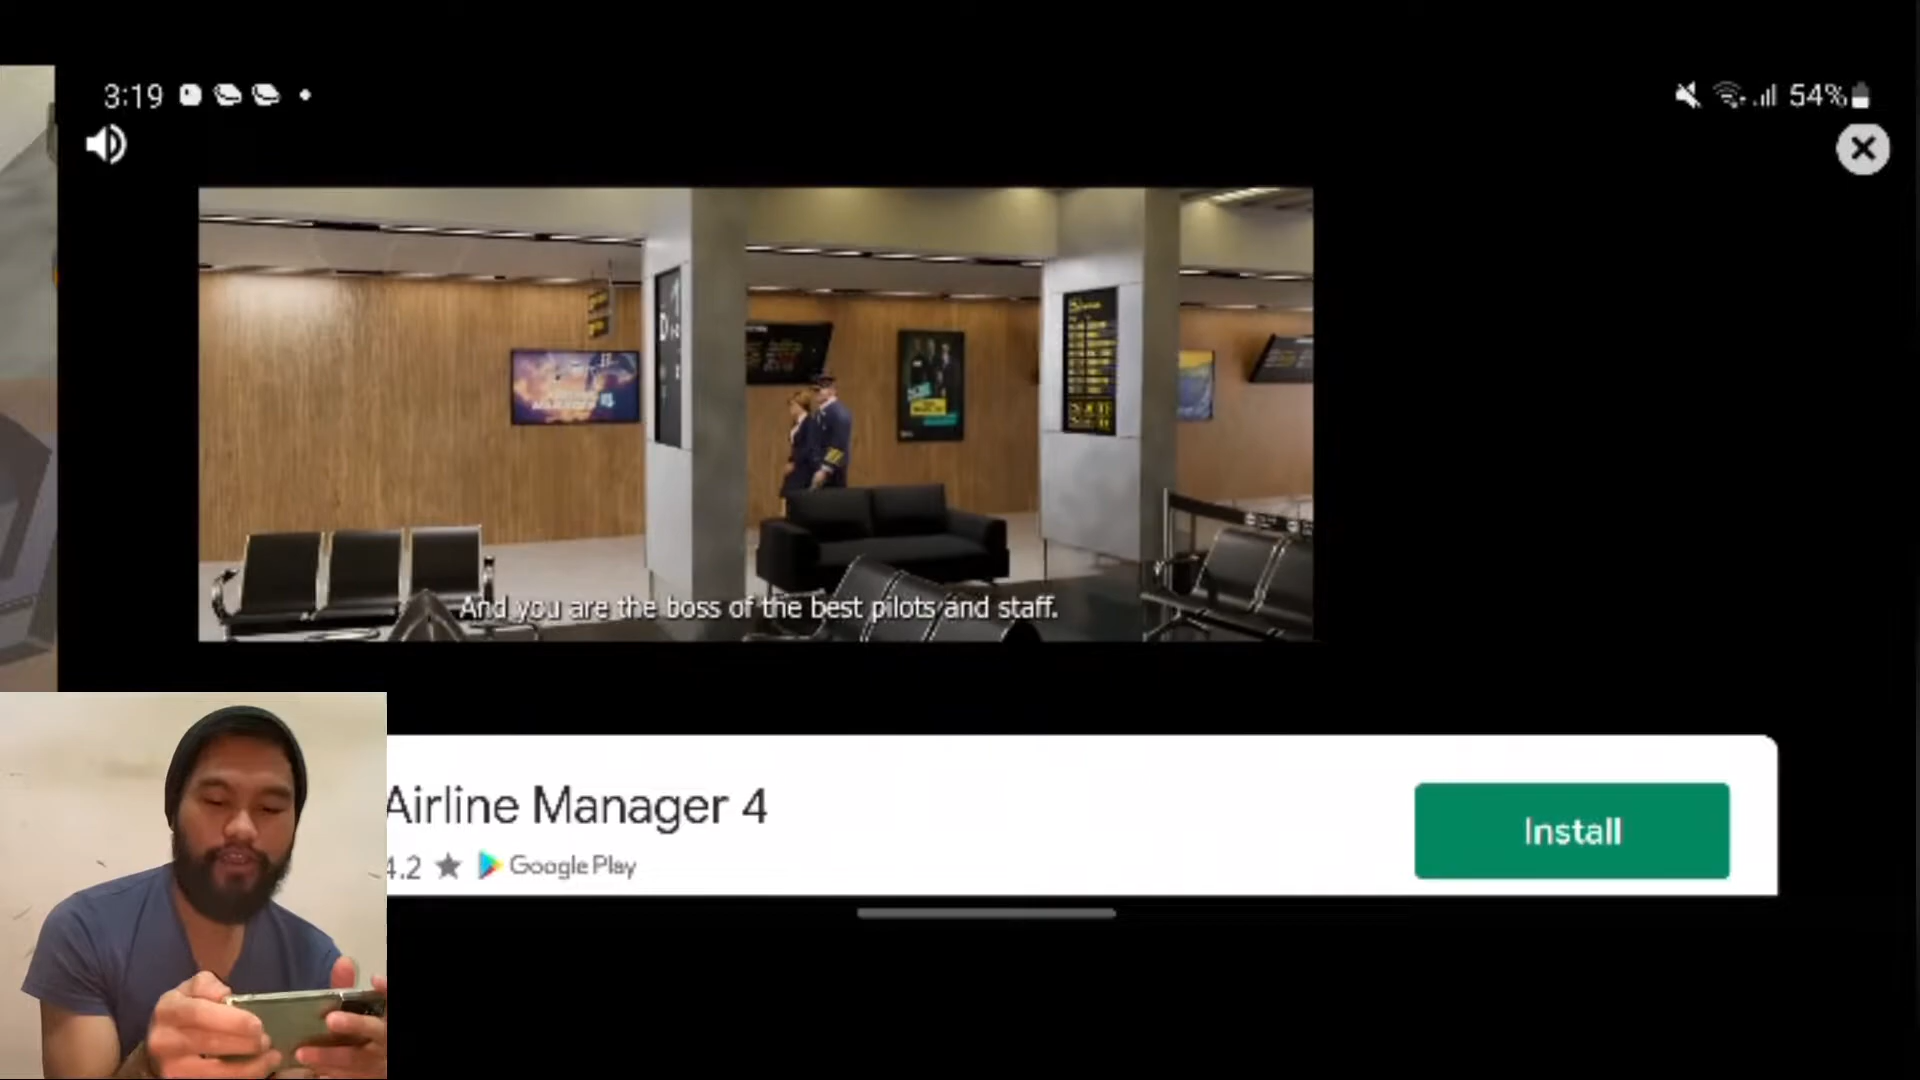 3:19
54%
And you are the boss of the best pilots and staff.
Airline Manager 4
4.2 ★ Google Play
Install